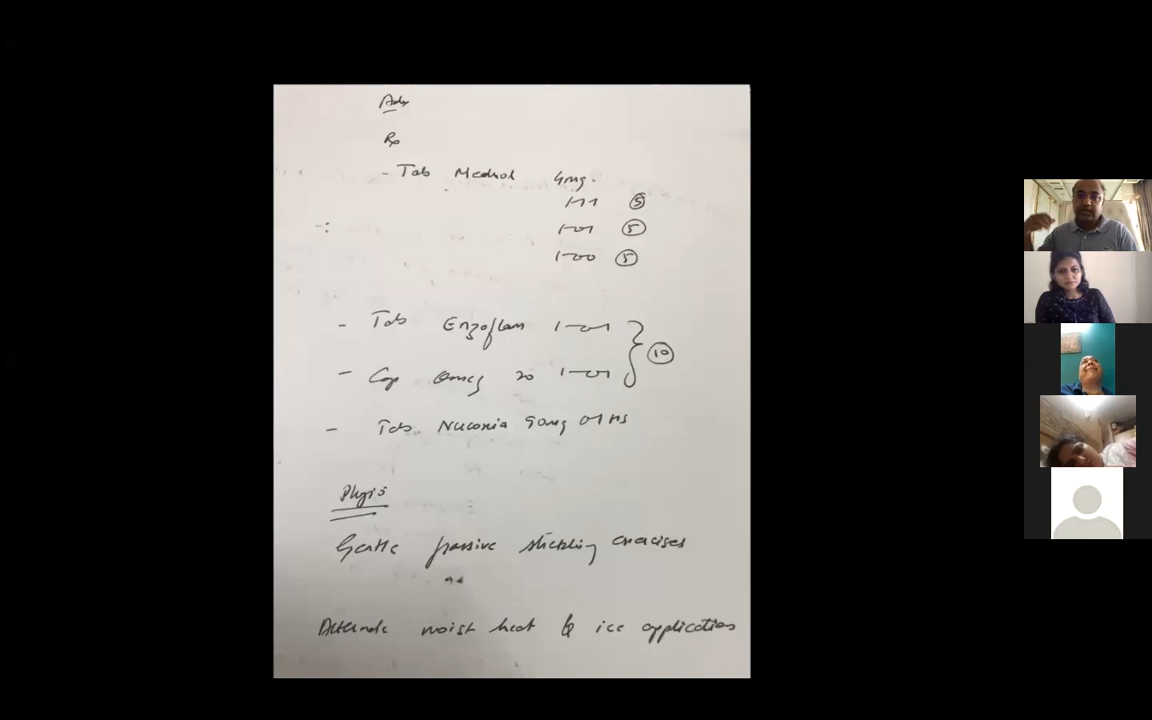 Adv
Rx
- Tab Medrol 4mg.
1-1-1 ⑤
1-0-1 ⑤
1-0-0 ⑤
- Tab Enzoflam 1-0-1
- Cap Omez 20 1-0-1 } ⑩
- Tab Nucoxia 90mg 0-1 HS
Physio
Gentle passive stretching exercises
Alternate moist heat & ice application